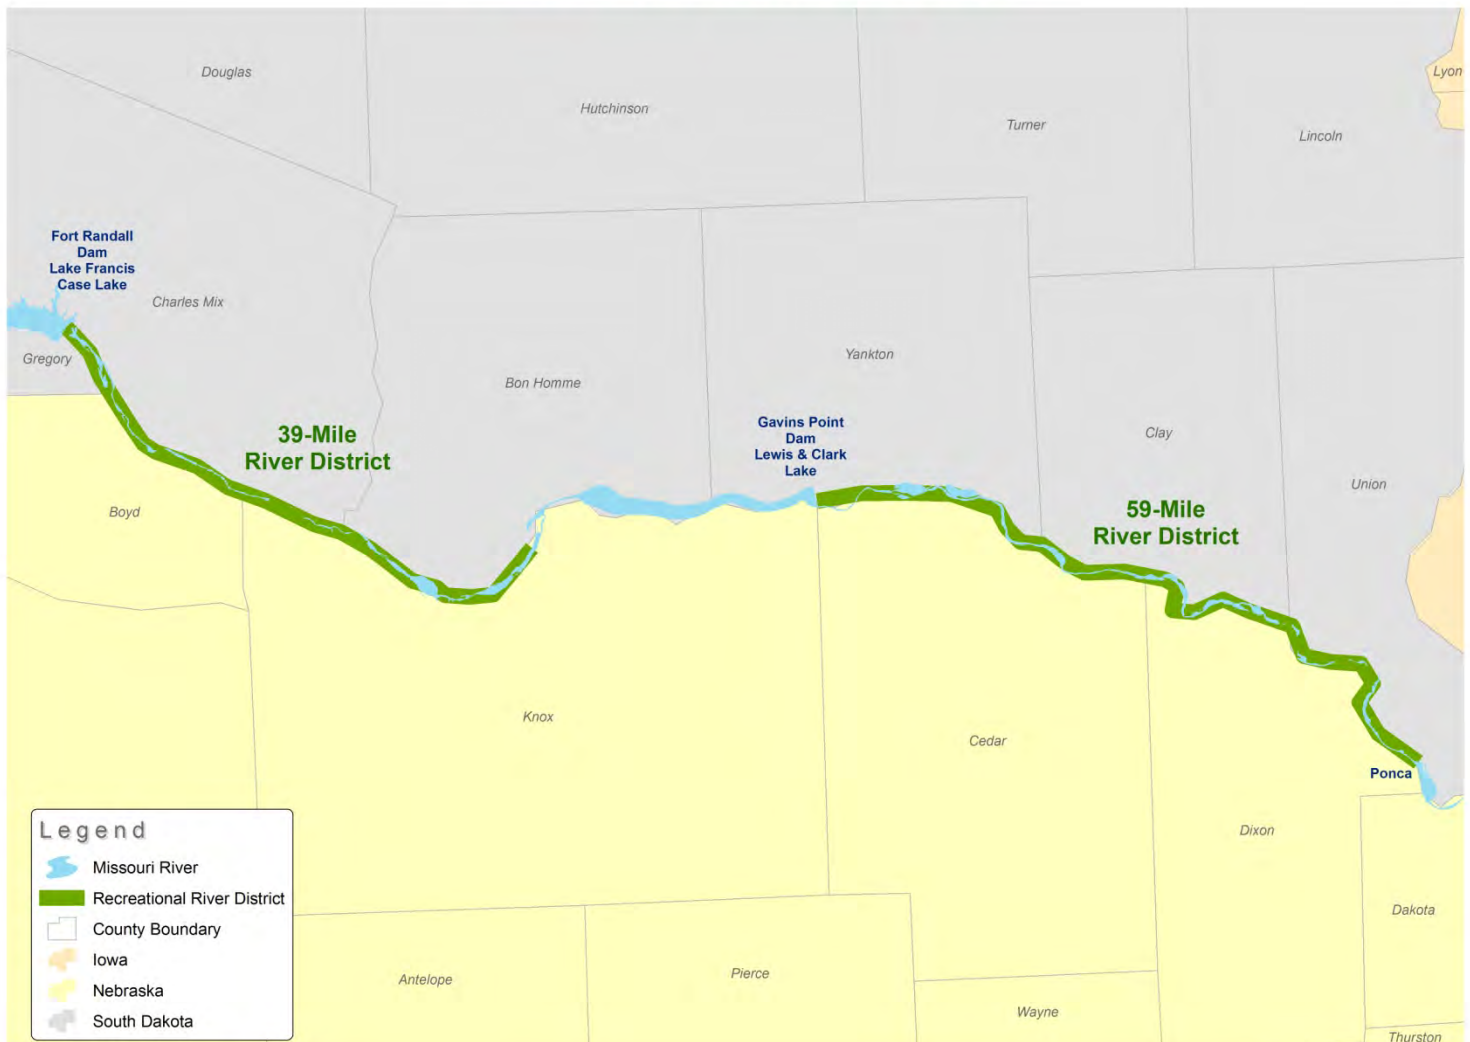 Douglas
Hutchinson
Turner
Lincoln
Lyon
Fort Randall
Dam
Lake Francis
Case Lake
Charles Mix
Gregory
Bon Homme
Yankton
39-Mile
River District
Gavins Point
Dam
Lewis & Clark
Lake
Clay
Union
59-Mile
River District
Boyd
Knox
Cedar
Ponca
Dixon
Dakota
Antelope
Pierce
Wayne
Thurston
Legend
Missouri River
Recreational River District
County Boundary
Iowa
Nebraska
South Dakota